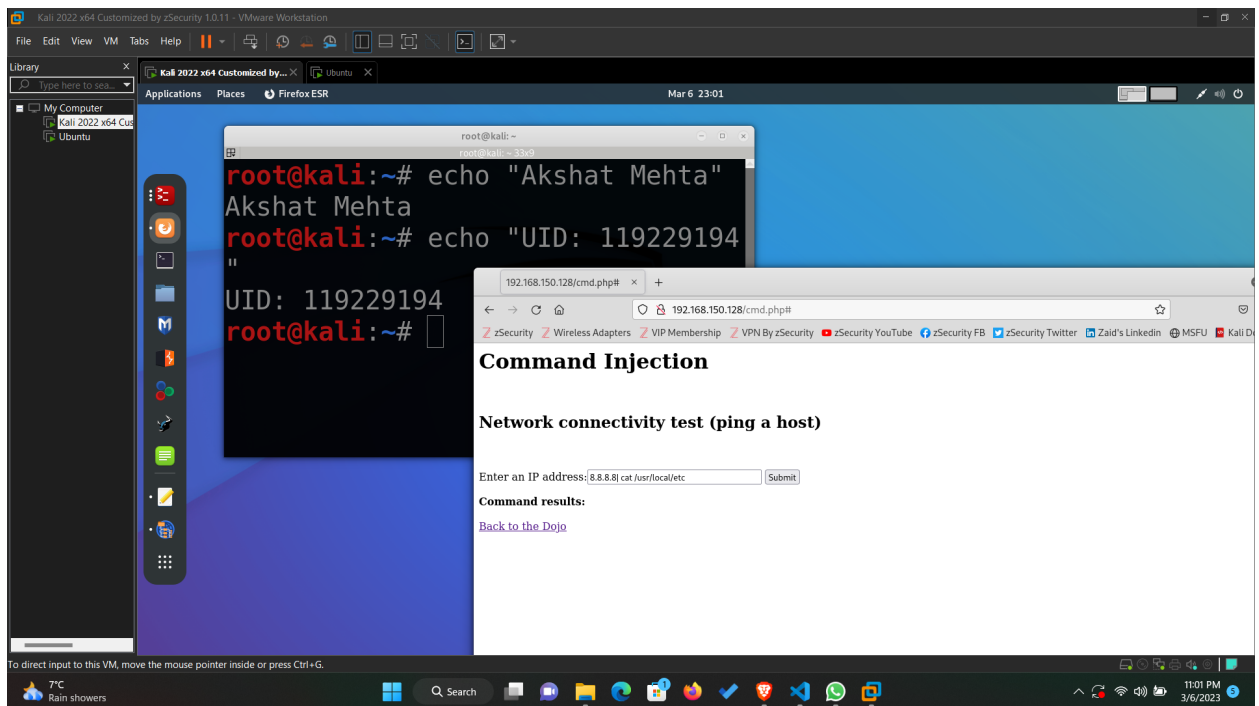 Kali 2022 x64 Customized by zSecurity 1.0.11 - VMware Workstation
File Edit View VM Tabs Help
Library X
Type here to sea...
My Computer
Kali 2022 x64 Cus
Ubuntu
Kali 2022 x64 Customized by... X Ubuntu X
Applications Places Firefox ESR Mar 6 23:01
root@kali: ~
root@kali: ~ 33x9
root@kali:~# echo "Akshat Mehta"
Akshat Mehta
root@kali:~# echo "UID: 119229194
"
UID: 119229194
root@kali:~#
192.168.150.128/cmd.php# × +
192.168.150.128/cmd.php#
zSecurity Wireless Adapters VIP Membership VPN By zSecurity zSecurity YouTube zSecurity FB zSecurity Twitter Zaid's Linkedin MSFU Kali Do
Command Injection
Network connectivity test (ping a host)
Enter an IP address: 8.8.8.8| cat /usr/local/etc Submit
Command results:
Back to the Dojo
To direct input to this VM, move the mouse pointer inside or press Ctrl+G.
7°C
Rain showers
Search
1
11:01 PM
3/6/2023
5